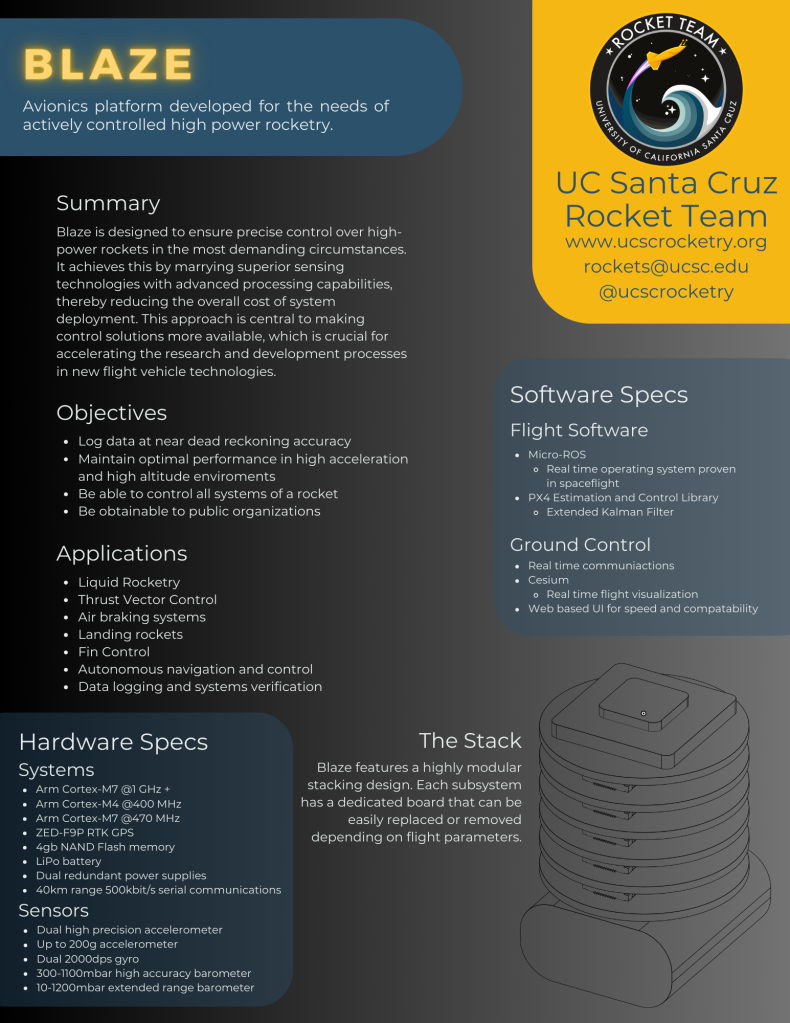 BLAZE
Avionics platform developed for the needs of
actively controlled high power rocketry.
ROCKET TEAM
UNIVERSITY OF CALIFORNIA SANTA CRUZ
UC Santa Cruz
Rocket Team
www.ucscrocketry.org
rockets@ucsc.edu
@ucscrocketry
Summary
Blaze is designed to ensure precise control over high-
power rockets in the most demanding circumstances.
It achieves this by marrying superior sensing
technologies with advanced processing capabilities,
thereby reducing the overall cost of system
deployment. This approach is central to making
control solutions more available, which is crucial for
accelerating the research and development processes
in new flight vehicle technologies.
Objectives
Log data at near dead reckoning accuracy
Maintain optimal performance in high acceleration
and high altitude enviroments
Be able to control all systems of a rocket
Be obtainable to public organizations
Applications
Liquid Rocketry
Thrust Vector Control
Air braking systems
Landing rockets
Fin Control
Autonomous navigation and control
Data logging and systems verification
Software Specs
Flight Software
Micro-ROS
Real time operating system proven
in spaceflight
PX4 Estimation and Control Library
Extended Kalman Filter
Ground Control
Real time communiactions
Cesium
Real time flight visualization
Web based UI for speed and compatability
Hardware Specs
Systems
Arm Cortex-M7 @1 GHz +
Arm Cortex-M4 @400 MHz
Arm Cortex-M7 @470 MHz
ZED-F9P RTK GPS
4gb NAND Flash memory
LiPo battery
Dual redundant power supplies
40km range 500kbit/s serial communications
Sensors
Dual high precision accelerometer
Up to 200g accelerometer
Dual 2000dps gyro
300-1100mbar high accuracy barometer
10-1200mbar extended range barometer
The Stack
Blaze features a highly modular
stacking design. Each subsystem
has a dedicated board that can be
easily replaced or removed
depending on flight parameters.